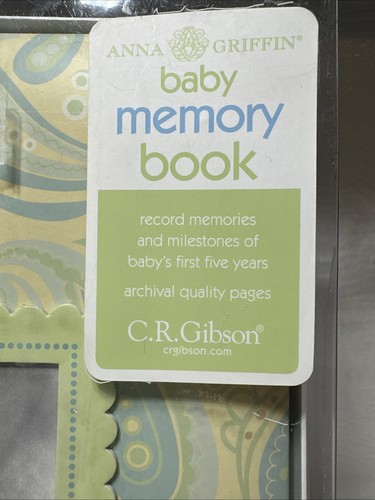 ANNA GRIFFIN®
baby
memory
book
record memories
and milestones of
baby's first five years
archival quality pages
C.R.Gibson®
crgibson.com